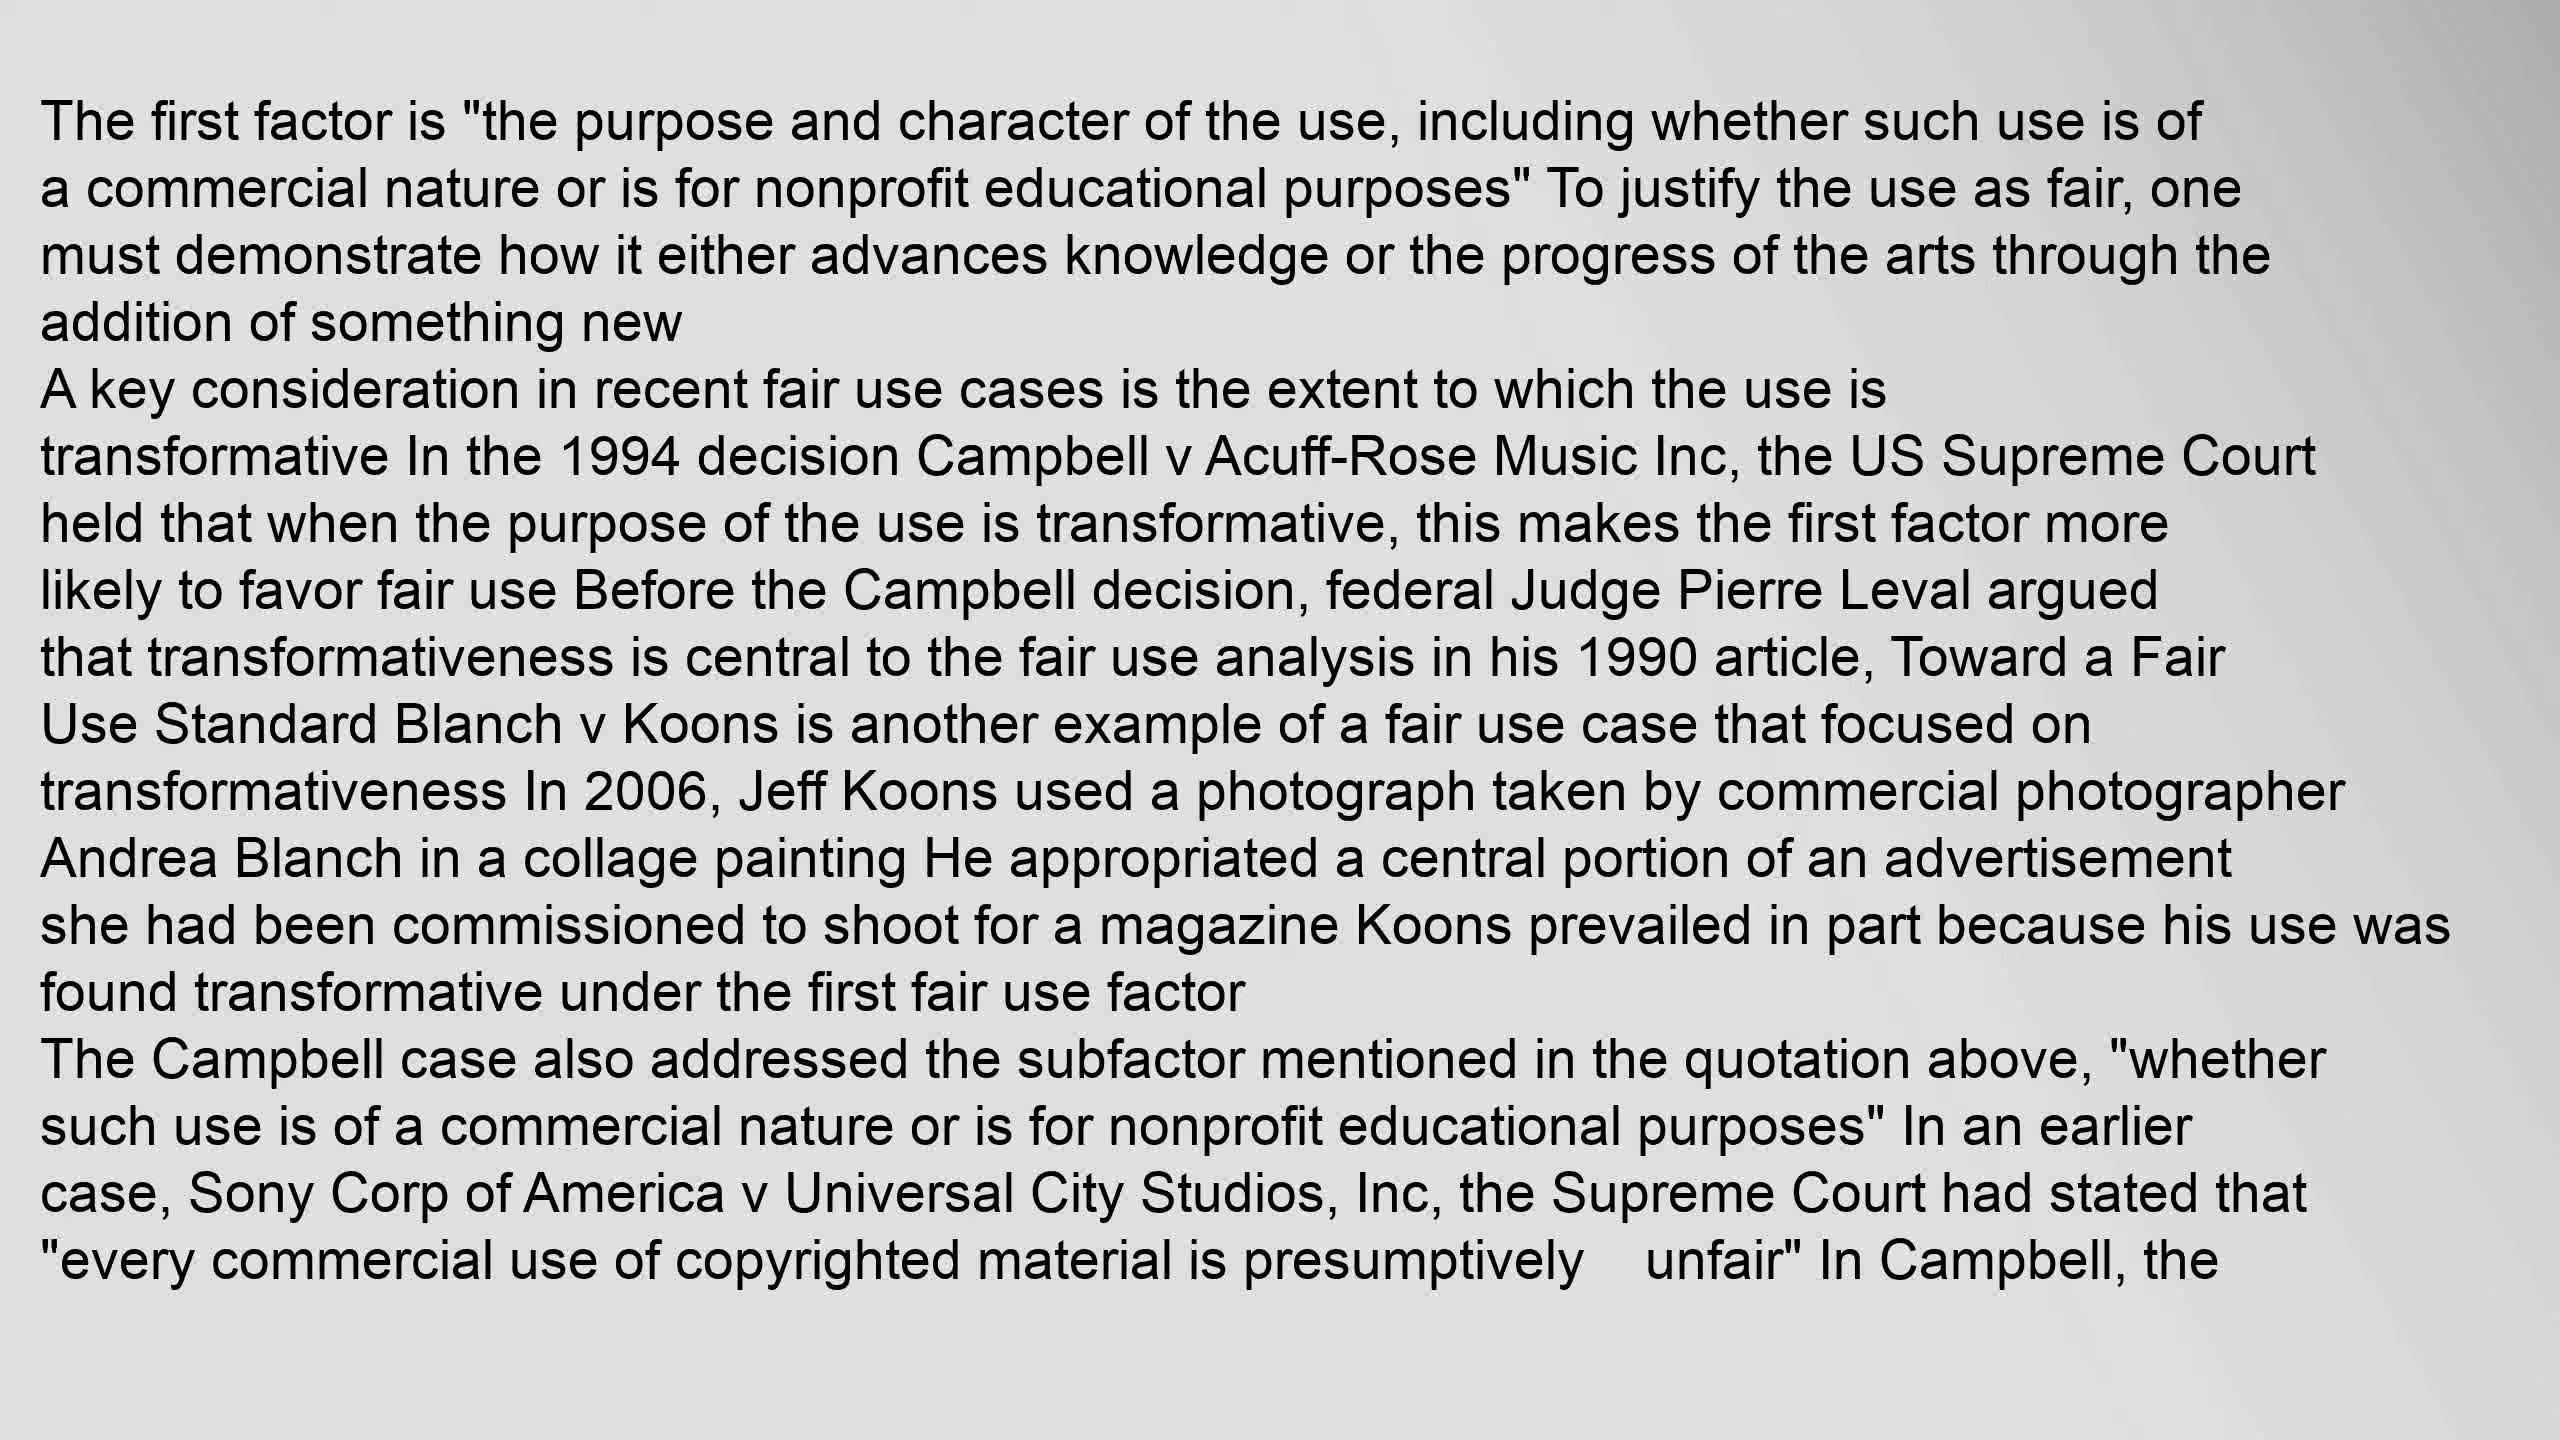 The first factor is "the purpose and character of the use, including whether such use is of
a commercial nature or is for nonprofit educational purposes" To justify the use as fair, one
must demonstrate how it either advances knowledge or the progress of the arts through the
addition of something new
A key consideration in recent fair use cases is the extent to which the use is
transformative In the 1994 decision Campbell v Acuff-Rose Music Inc, the US Supreme Court
held that when the purpose of the use is transformative, this makes the first factor more
likely to favor fair use Before the Campbell decision, federal Judge Pierre Leval argued
that transformativeness is central to the fair use analysis in his 1990 article, Toward a Fair
Use Standard Blanch v Koons is another example of a fair use case that focused on
transformativeness In 2006, Jeff Koons used a photograph taken by commercial photographer
Andrea Blanch in a collage painting He appropriated a central portion of an advertisement
she had been commissioned to shoot for a magazine Koons prevailed in part because his use was
found transformative under the first fair use factor
The Campbell case also addressed the subfactor mentioned in the quotation above, "whether
such use is of a commercial nature or is for nonprofit educational purposes" In an earlier
case, Sony Corp of America v Universal City Studios, Inc, the Supreme Court had stated that
"every commercial use of copyrighted material is presumptively    unfair" In Campbell, the